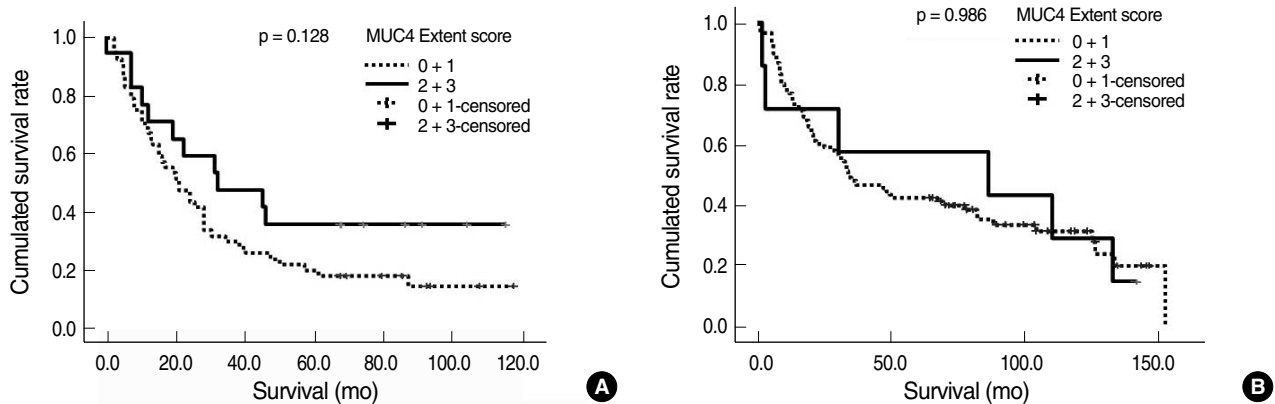 p = 0.128
MUC4 Extent score
0 + 1
2 + 3
0 + 1-censored
2 + 3-censored
Cumulated survival rate
1.0
0.8
0.6
0.4
0.2
0.0
0.0 20.0 40.0 60.0 80.0 100.0 120.0
Survival (mo)
A
p = 0.986
MUC4 Extent score
0 + 1
2 + 3
0 + 1-censored
2 + 3-censored
Cumulated survival rate
1.0
0.8
0.6
0.4
0.2
0.0
0.0 50.0 100.0 150.0
Survival (mo)
B